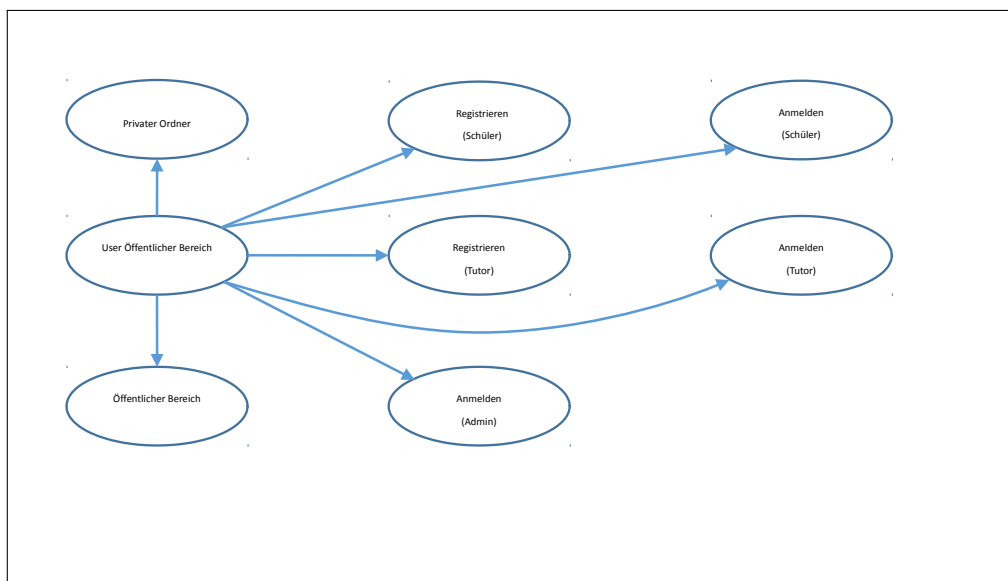 Privater Ordner
Registrieren
(Schüler)
Anmelden
(Schüler)
User Öffentlicher Bereich
Registrieren
(Tutor)
Anmelden
(Tutor)
Öffentlicher Bereich
Anmelden
(Admin)